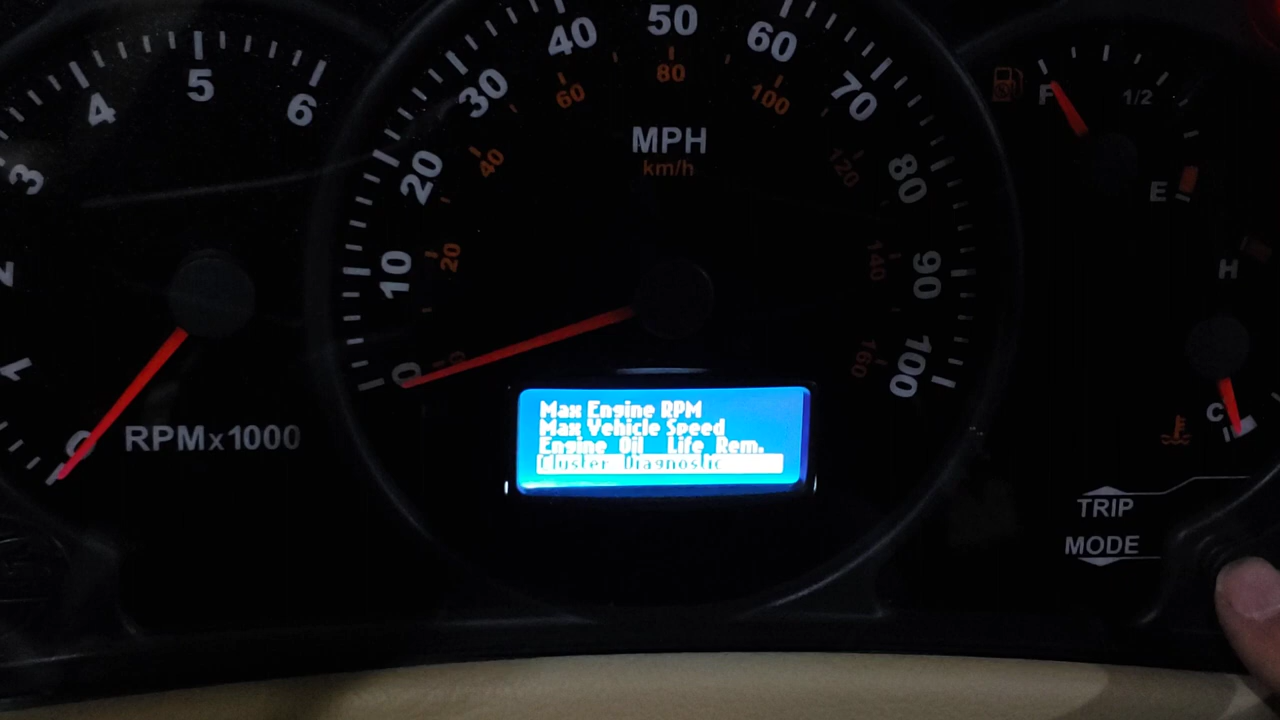 3
4
5
6
2
1
0
RPMx1000
0
10
20
30
40
50
60
70
80
90
100
20
40
60
80
100
120
140
160
MPH
km/h
Max Engine RPM
Max Vehicle Speed
Engine Oil Life Rem.
Cluster Diagnostic
F
1/2
E
H
C
TRIP
MODE